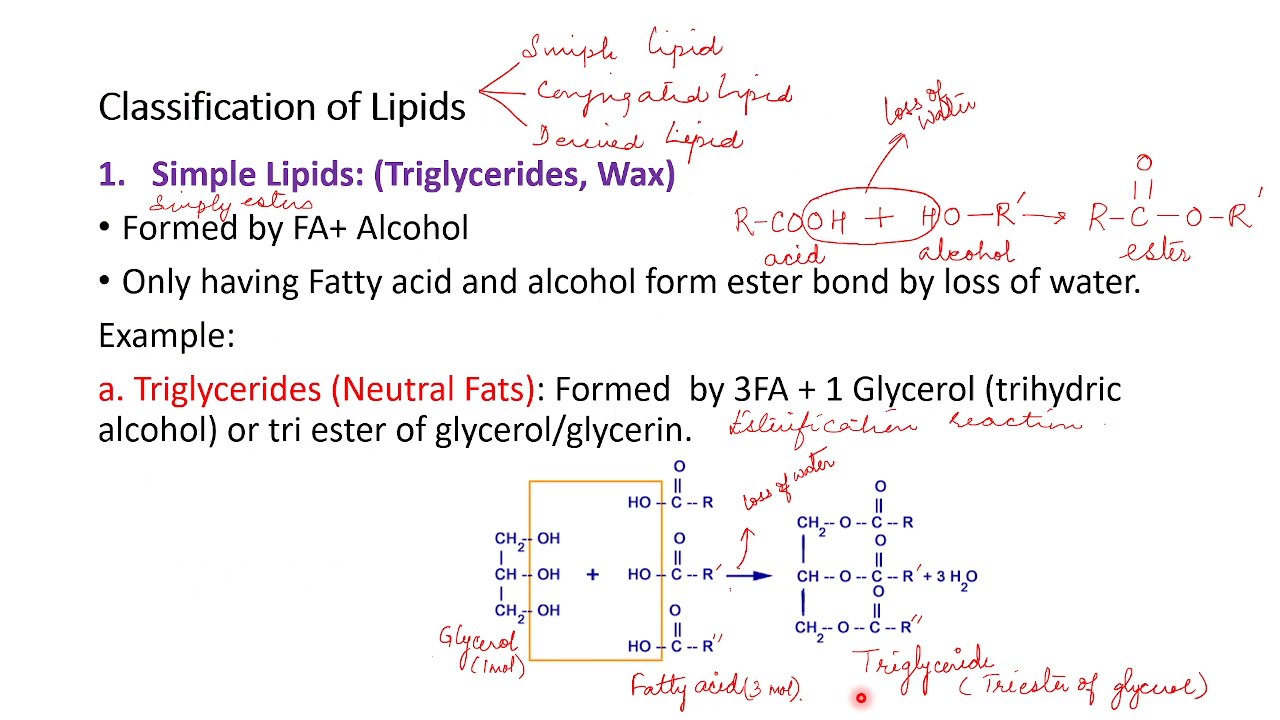 Simple Lipid
Classification of Lipids
Conjugated Lipid
Derived Lipid
loss of water
1. Simple Lipids: (Triglycerides, Wax)
Simply esters
• Formed by FA+ Alcohol
R-COOH + HO-R' → R-C-O-R'
O
acid alcohol ester
• Only having Fatty acid and alcohol form ester bond by loss of water.
Example:
a. Triglycerides (Neutral Fats): Formed by 3FA + 1 Glycerol (trihydric
alcohol) or tri ester of glycerol/glycerin.
Esterification reaction
loss of water
O
HO -- C -- R
CH2-- OH
O
CH -- OH + HO -- C -- R'
CH2-- OH
O
HO -- C -- R''
O
CH2-- O -- C -- R
O
CH -- O -- C -- R' + 3 H2O
O
CH2-- O -- C -- R''
Glycerol
(1mol)
Fatty acid (3 mol).
Triglyceride
(Triester of glycerol)